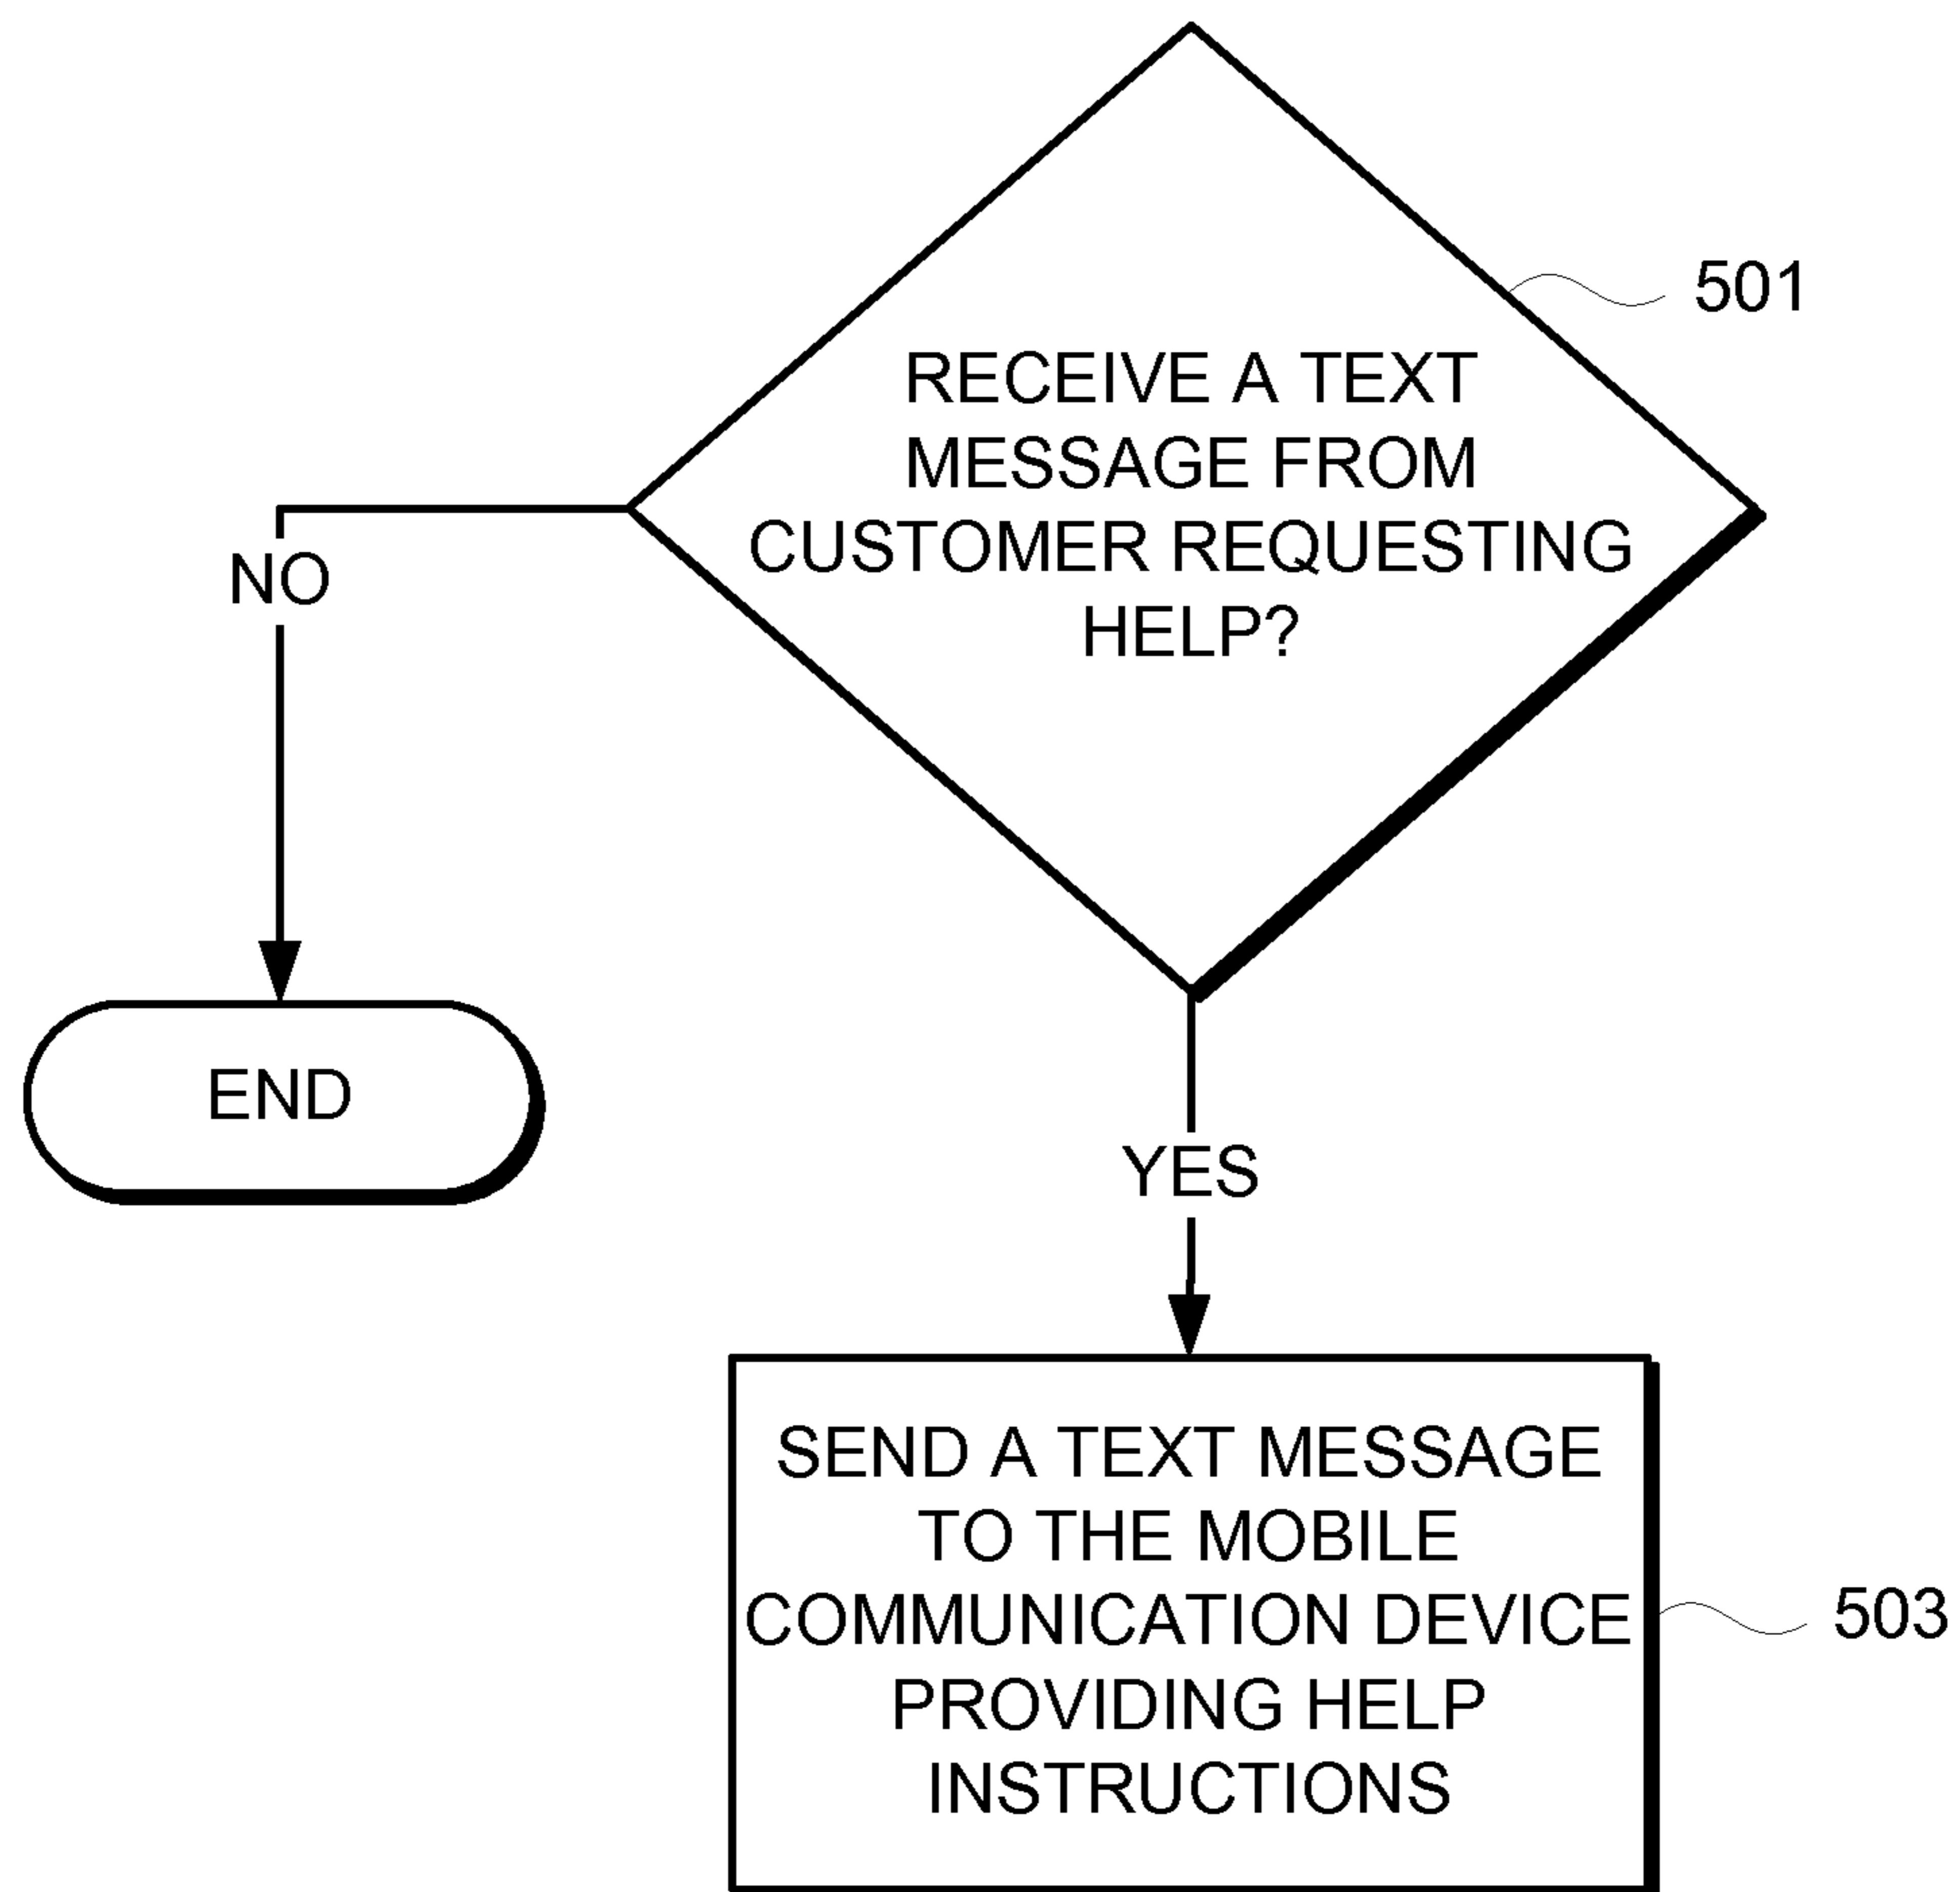 501
RECEIVE A TEXT
MESSAGE FROM
CUSTOMER REQUESTING
HELP?
NO
END
YES
SEND A TEXT MESSAGE
TO THE MOBILE
COMMUNICATION DEVICE
PROVIDING HELP
INSTRUCTIONS
503